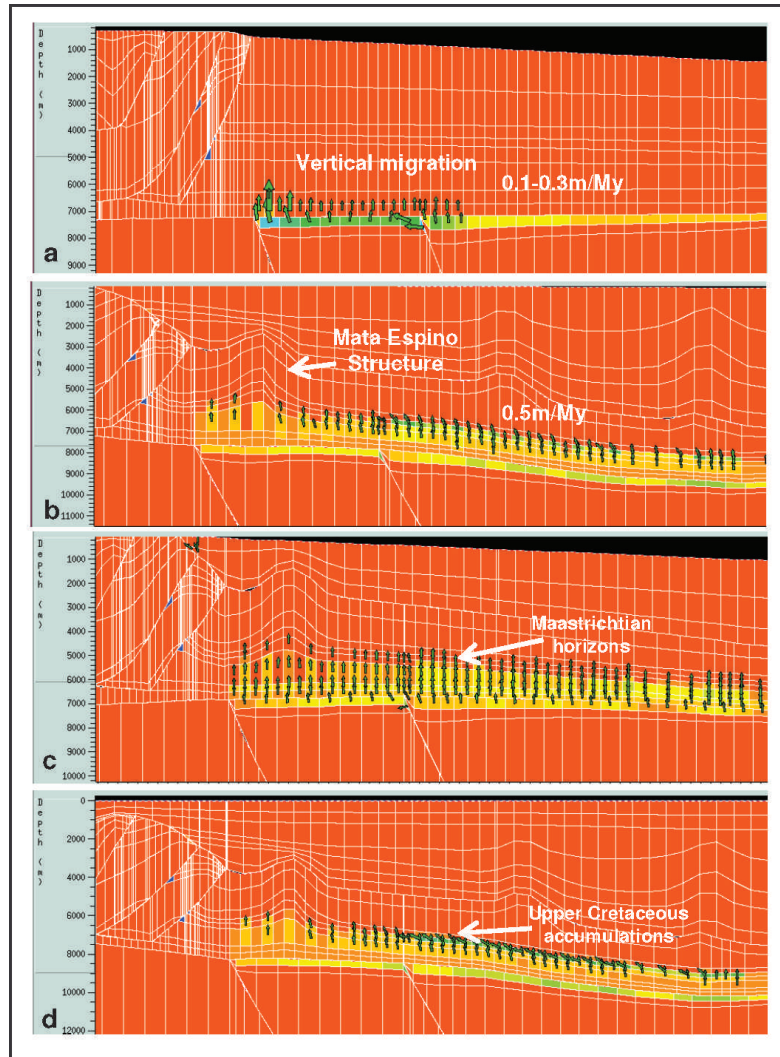 Depth (m)
1000
2000
3000
4000
5000
6000
7000
8000
9000
Vertical migration
0.1-0.3m/My
a
Depth (m)
1000
2000
3000
4000
5000
6000
7000
8000
9000
10000
11000
Mata Espino
Structure
0.5m/My
b
Depth (m)
1000
2000
3000
4000
5000
6000
7000
8000
9000
10000
Maastrichtian
horizons
c
Depth (m)
0
2000
4000
6000
8000
10000
12000
Upper Cretaceous
accumulations
d